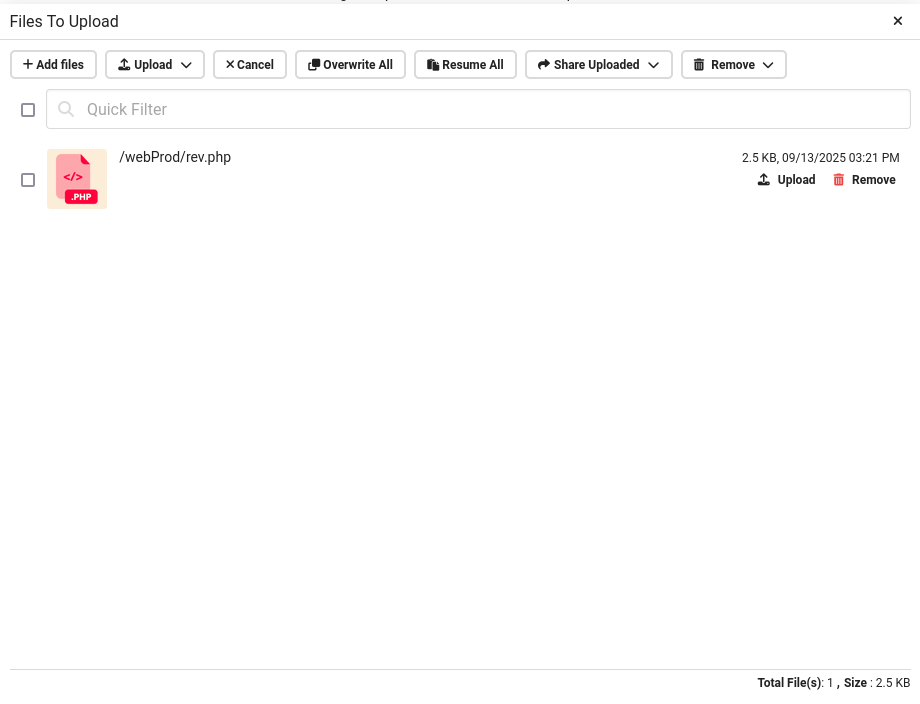 Files To Upload
Add files Upload Cancel Overwrite All Resume All Share Uploaded Remove
Quick Filter
/webProd/rev.php 2.5 KB, 09/13/2025 03:21 PM
</> Upload Remove
.PHP
Total File(s): 1 , Size : 2.5 KB